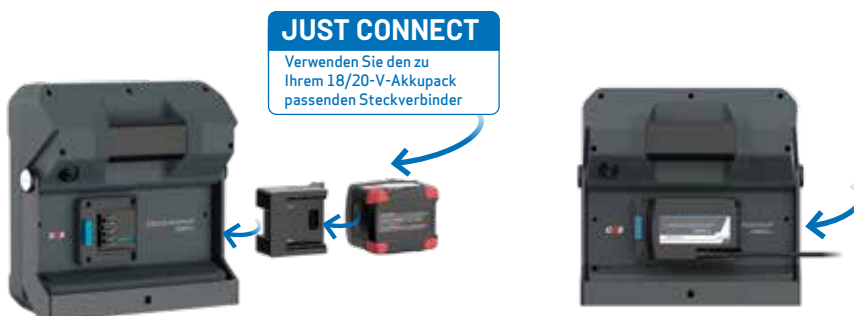 JUST CONNECT
Verwenden Sie den zu
Ihrem 18/20-V-Akkupack
passenden Steckverbinder